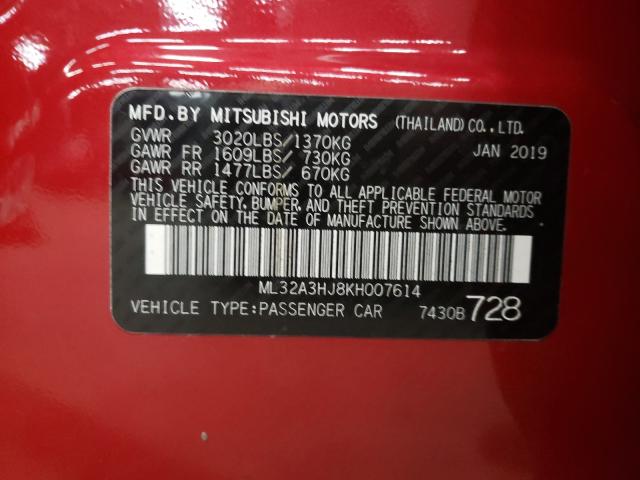 MFD.BY MITSUBISHI MOTORS (THAILAND) CO., LTD.
GVWR 3020LBS/1370KG JAN 2019
GAWR FR 1609LBS/ 730KG
GAWR RR 1477LBS/ 670KG
THIS VEHICLE CONFORMS TO ALL APPLICABLE FEDERAL MOTOR
VEHICLE SAFETY, BUMPER, AND THEFT PREVENTION STANDARDS
IN EFFECT ON THE DATE OF MANUFACTURE SHOWN ABOVE.
ML32A3HJ8KH007614
VEHICLE TYPE:PASSENGER CAR 7430B 728